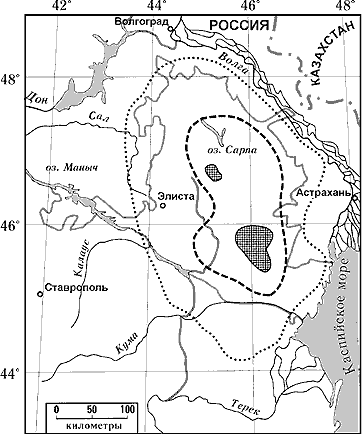 42°
44°
46°
48°
Волгоград
РОССИЯ
КАЗАХСТАН
48°
Волга
Дон
Сал
оз. Сарпа
оз. Маныч
Элиста
Астрахань
46°
Калаус
Ставрополь
Каспийское море
Кума
44°
Терек
0 50 100
километры